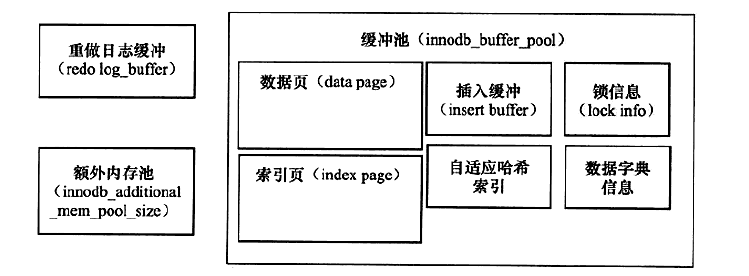 重做日志缓冲
（redo log_buffer）
额外内存池
（innodb_additional
_mem_pool_size）
缓冲池（innodb_buffer_pool）
数据页（data page）
插入缓冲
（insert buffer）
锁信息
（lock info）
索引页（index page）
自适应哈希
索引
数据字典
信息